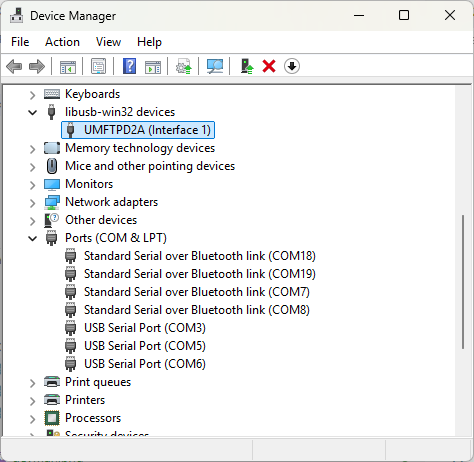 Device Manager
File Action View Help
Keyboards
libusb-win32 devices
UMFTPD2A (Interface 1)
Memory technology devices
Mice and other pointing devices
Monitors
Network adapters
Other devices
Ports (COM & LPT)
Standard Serial over Bluetooth link (COM18)
Standard Serial over Bluetooth link (COM19)
Standard Serial over Bluetooth link (COM7)
Standard Serial over Bluetooth link (COM8)
USB Serial Port (COM3)
USB Serial Port (COM5)
USB Serial Port (COM6)
Print queues
Printers
Processors
Security devices